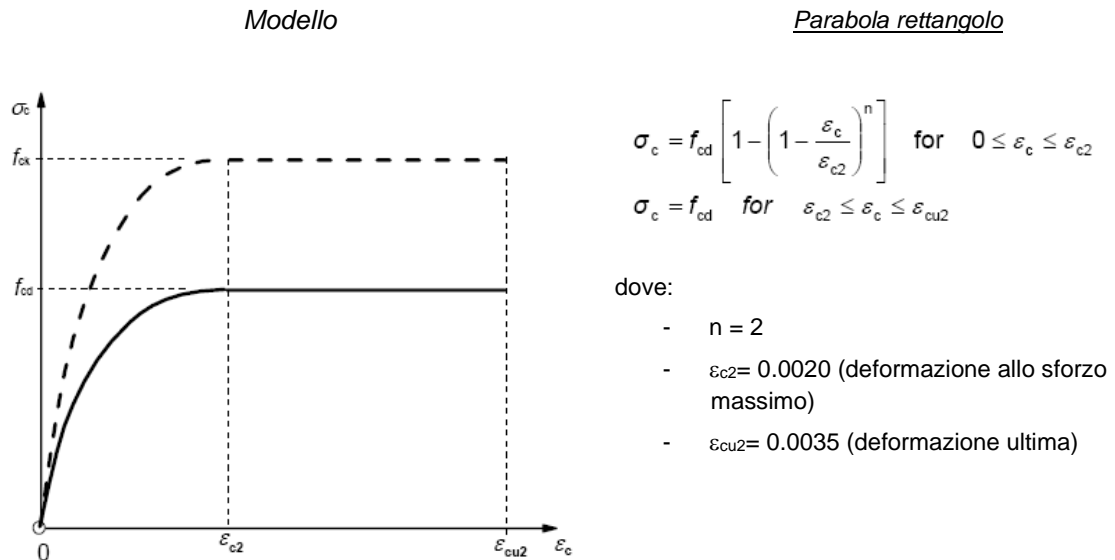 Modello
Parabola rettangolo
σc
fck
fcd
0
εc2
εcu2
εc
σc = fcd [1 − (1 − εc/εc2)^n] for 0 ≤ εc ≤ εc2
σc = fcd for εc2 ≤ εc ≤ εcu2
dove:
- n = 2
- εc2= 0.0020 (deformazione allo sforzo
massimo)
- εcu2= 0.0035 (deformazione ultima)